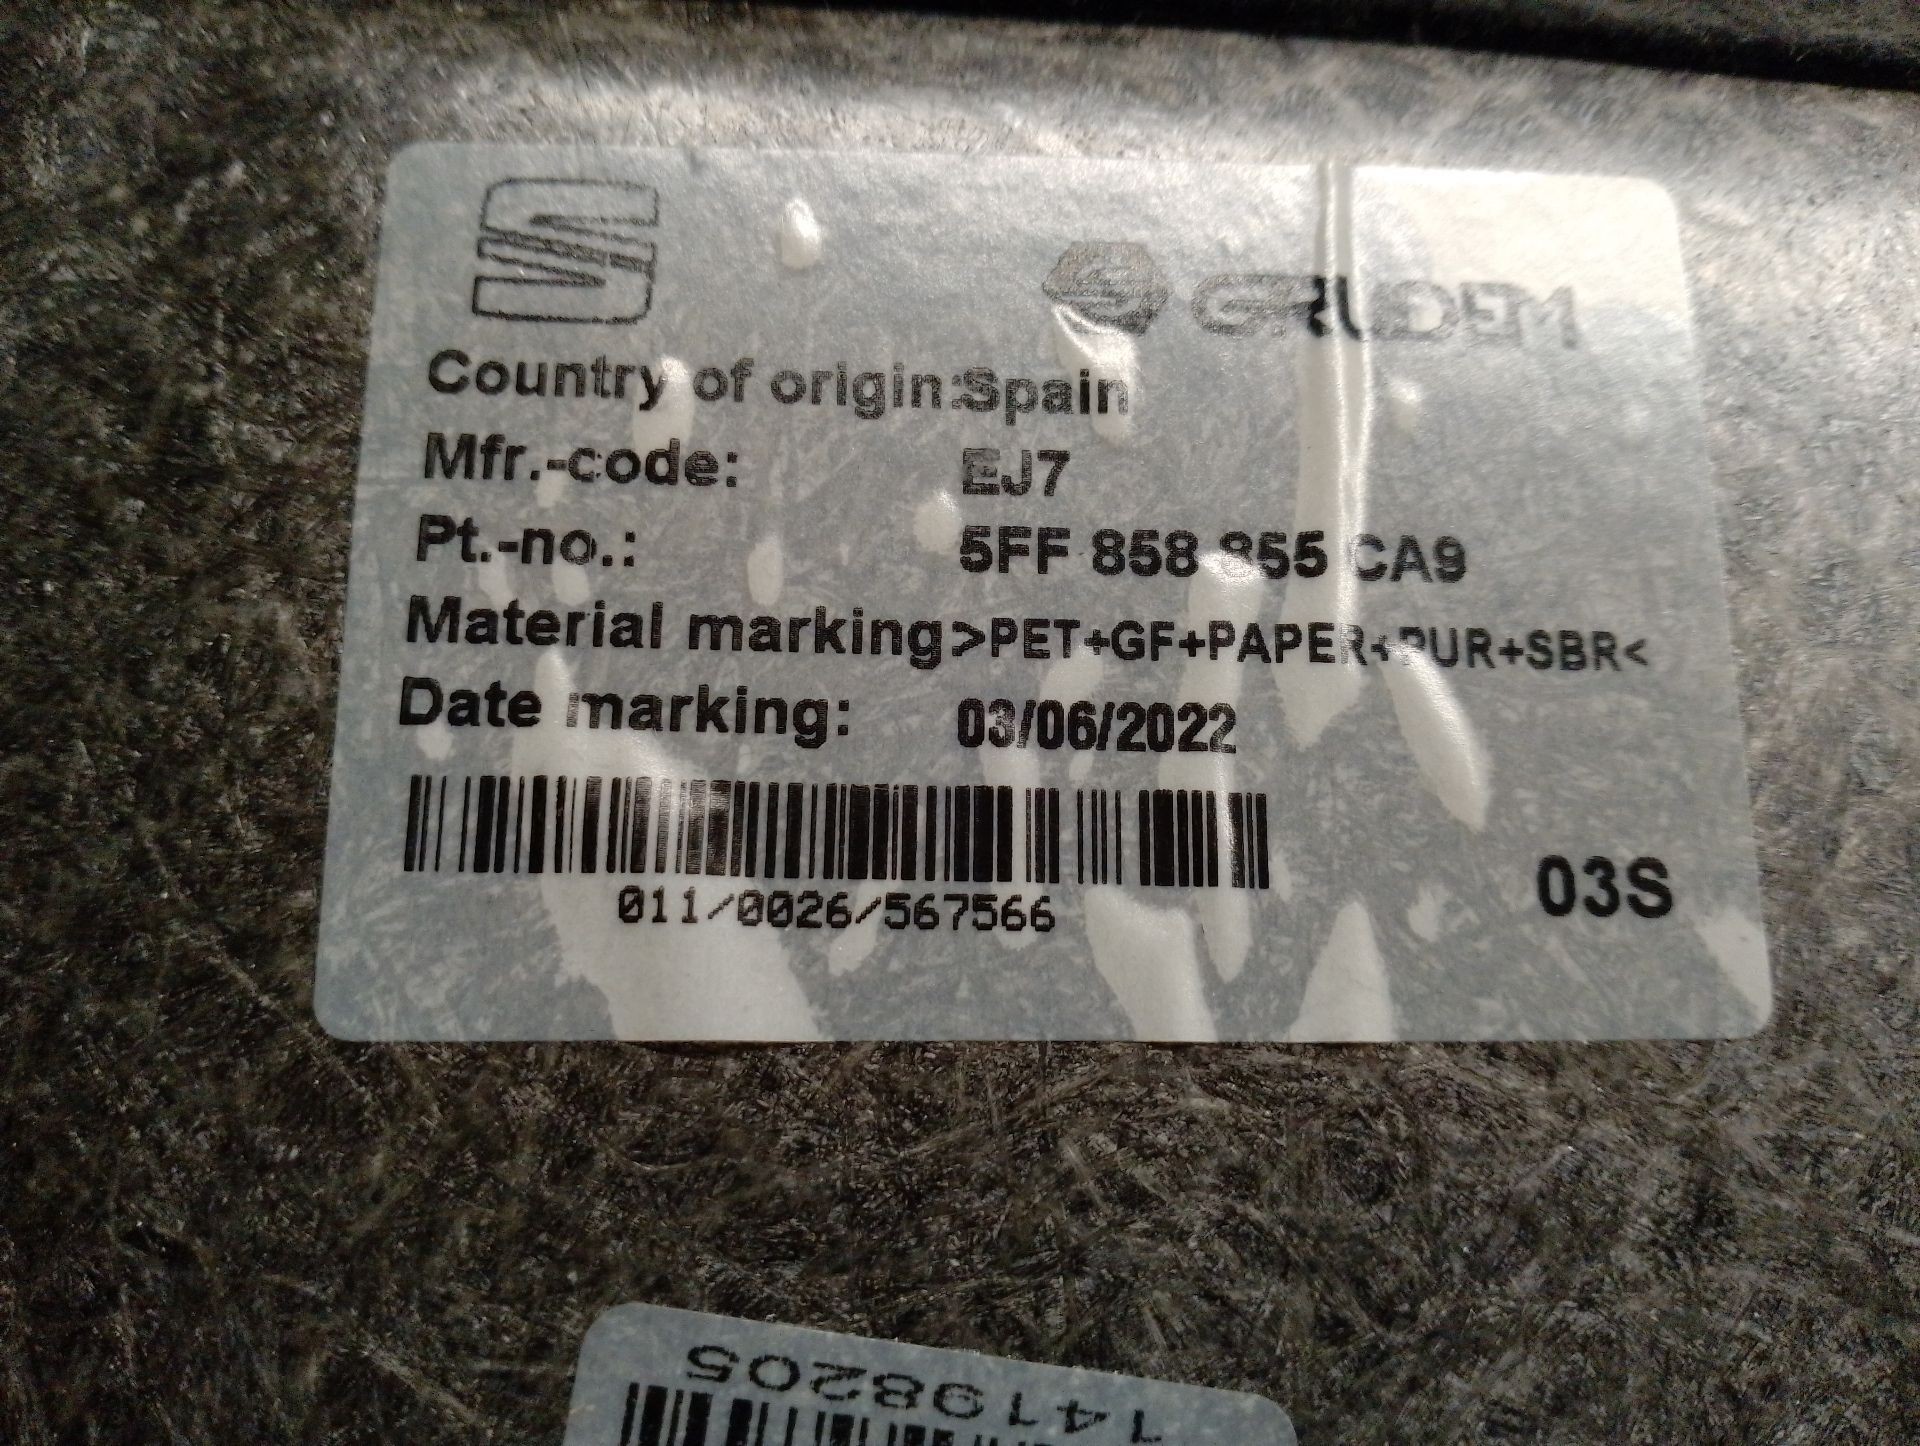 GRUDEM
Country of origin:Spain
Mfr.-code: EJ7
Pt.-no.: 5FF 858 855 CA9
Material marking>PET+GF+PAPER+PUR+SBR<
Date marking: 03/06/2022
011/0026/567566
03S
14198205